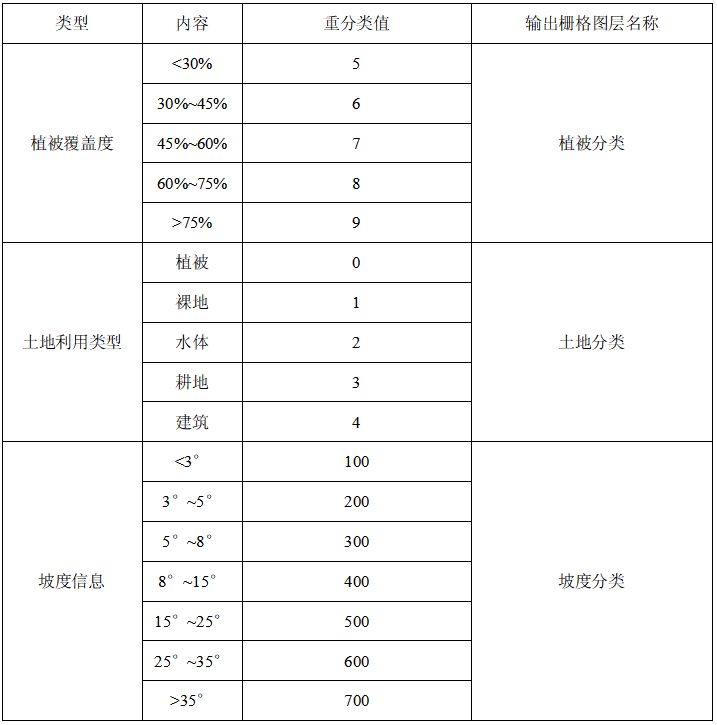 类型 内容 重分类值 输出栅格图层名称
<30% 5
30%~45% 6
植被覆盖度 45%~60% 7 植被分类
60%~75% 8
>75% 9
植被 0
裸地 1
土地利用类型 水体 2 土地分类
耕地 3
建筑 4
<3° 100
3°~5° 200
5°~8° 300
坡度信息 8°~15° 400 坡度分类
15°~25° 500
25°~35° 600
>35° 700